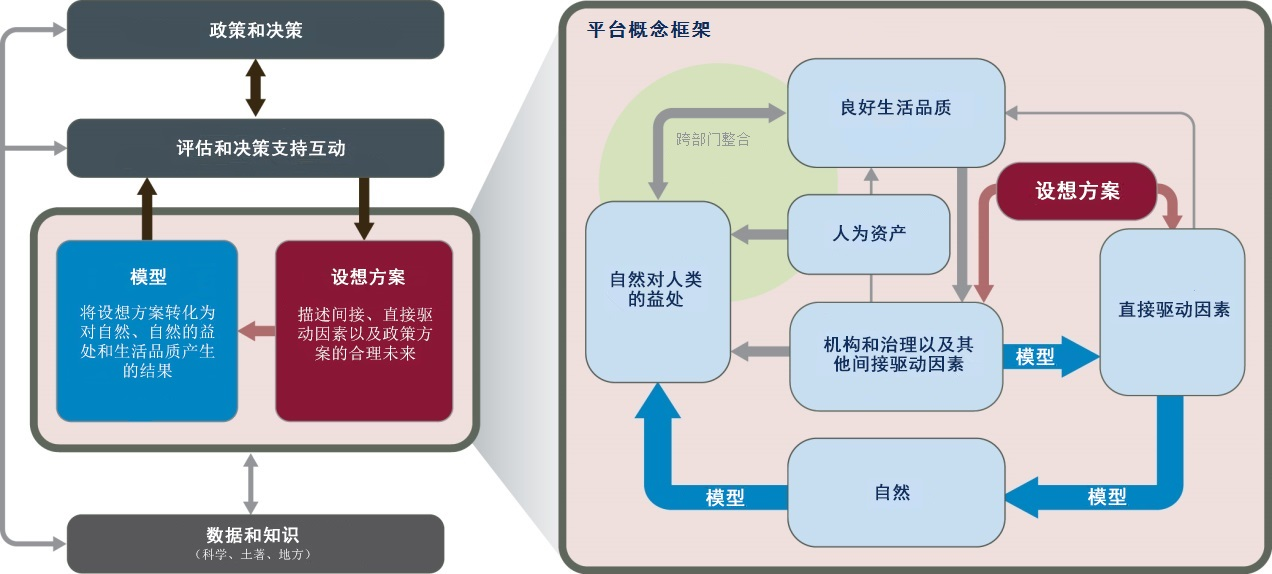 政策和决策
评估和决策支持互动
模型
将设想方案转化为
对自然、自然的益
处和生活品质产生
的结果
设想方案
描述间接、直接驱
动因素以及政策方
案的合理未来
数据和知识
（科学、土著、地方）
平台概念框架
良好生活品质
跨部门整合
设想方案
人为资产
自然对人类
的益处
直接驱动因素
机构和治理以及其
他间接驱动因素
模型
自然
模型
模型